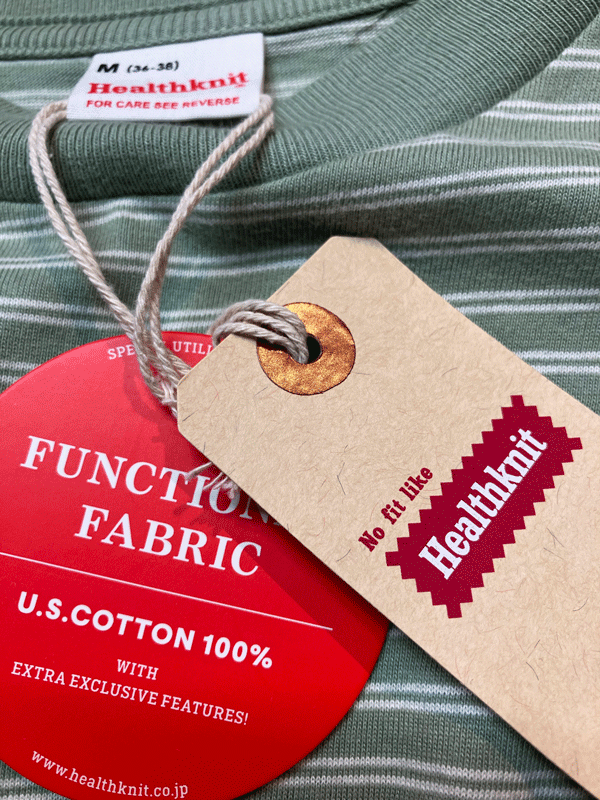 M (36-38)
Healthknit
FOR CARE SEE REVERSE
No fit like
Healthknit
FUNCTION
FABRIC
U.S.COTTON 100%
WITH
EXTRA EXCLUSIVE FEATURES!
www.healthknit.co.jp